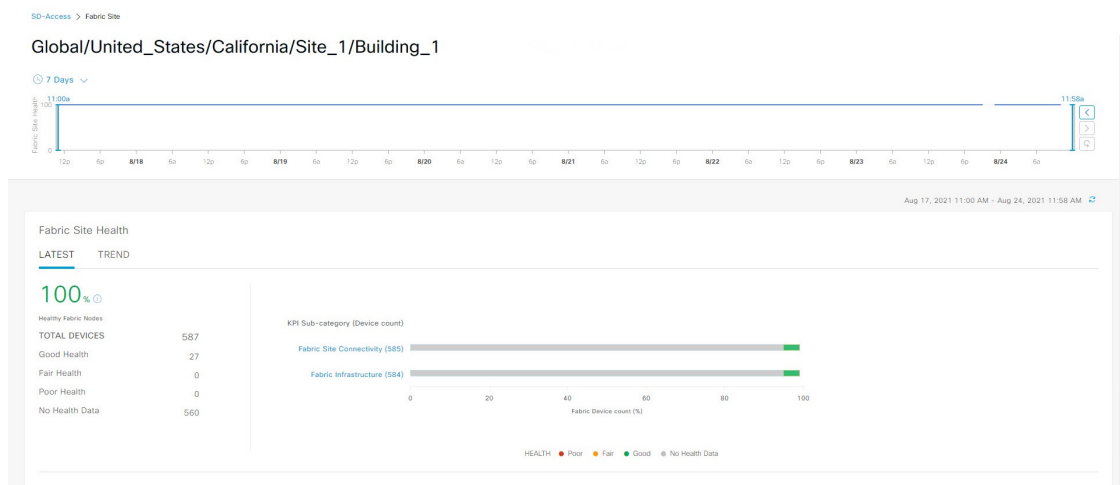 SD-Access > Fabric Site
Global/United_States/California/Site_1/Building_1
7 Days
11:00a 11:58a
Fabric Site Health
100
0
12p 6p 8/18 6a 12p 6p 8/19 6a 12p 6p 8/20 6a 12p 6p 8/21 6a 12p 6p 8/22 6a 12p 6p 8/23 6a 12p 6p 8/24 6a
Aug 17, 2021 11:00 AM - Aug 24, 2021 11:58 AM
Fabric Site Health
LATEST TREND
100%
Healthy Fabric Nodes
TOTAL DEVICES 587
Good Health 27
Fair Health 0
Poor Health 0
No Health Data 560
KPI Sub-category (Device count)
Fabric Site Connectivity (585)
Fabric Infrastructure (584)
0 20 40 60 80 100
Fabric Device count (%)
HEALTH Poor Fair Good No Health Data